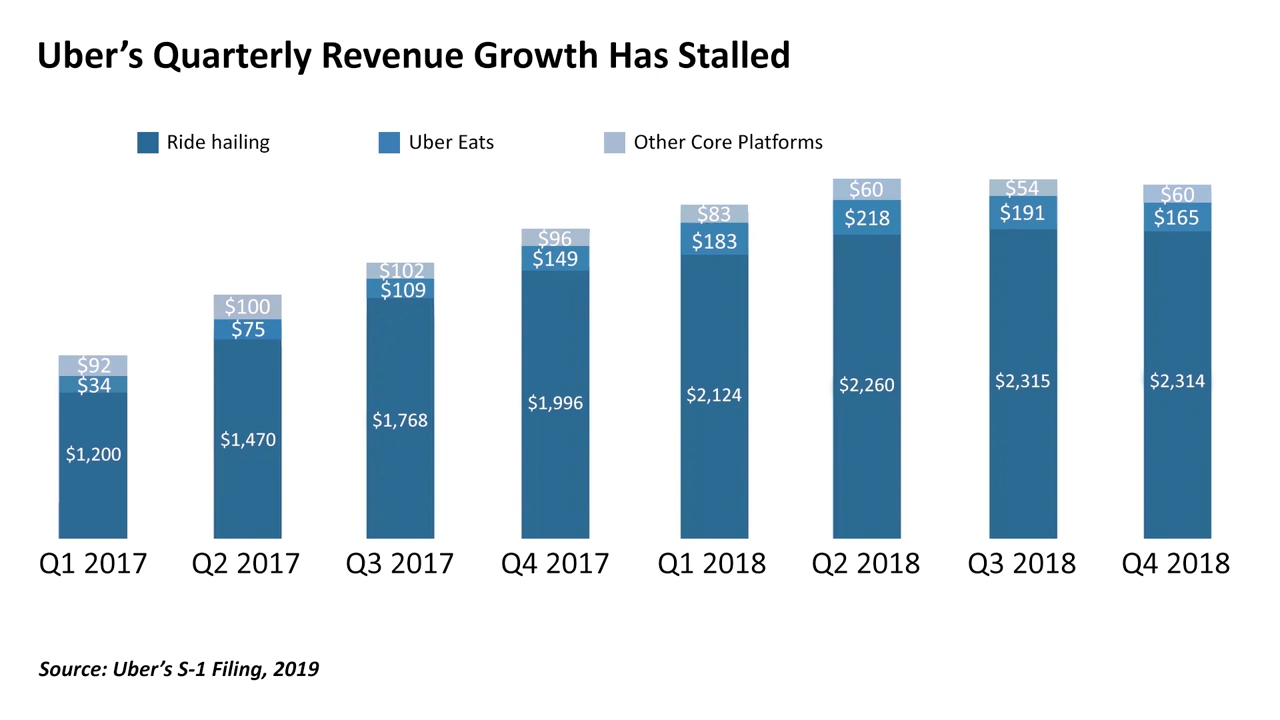 Uber’s Quarterly Revenue Growth Has Stalled
Ride hailing Uber Eats Other Core Platforms
$92 $100 $102 $96 $83 $60 $54 $60
$34 $75 $109 $149 $183 $218 $191 $165
$1,200 $1,470 $1,768 $1,996 $2,124 $2,260 $2,315 $2,314
Q1 2017 Q2 2017 Q3 2017 Q4 2017 Q1 2018 Q2 2018 Q3 2018 Q4 2018
Source: Uber’s S-1 Filing, 2019